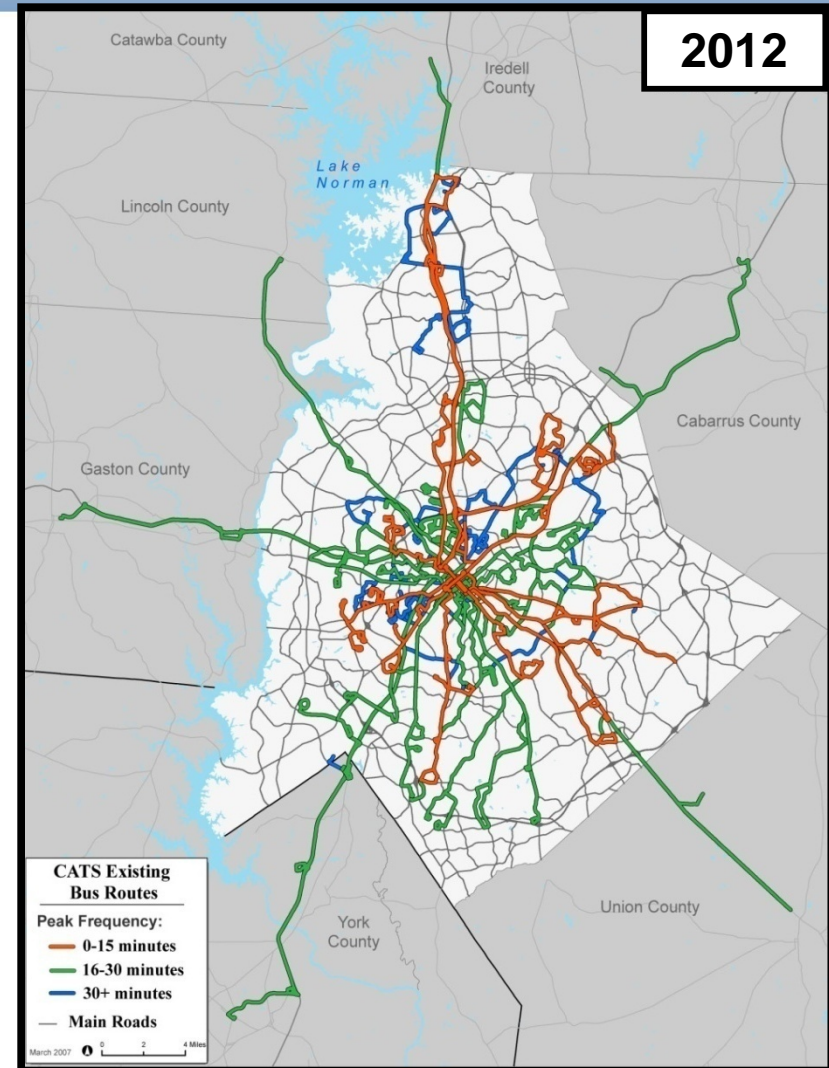 2012
Catawba County
Iredell
County
Lake
Norman
Lincoln County
Cabarrus County
Gaston County
Union County
York
County
CATS Existing
Bus Routes
Peak Frequency:
0-15 minutes
16-30 minutes
30+ minutes
Main Roads
March 2007
0 2 4 Miles